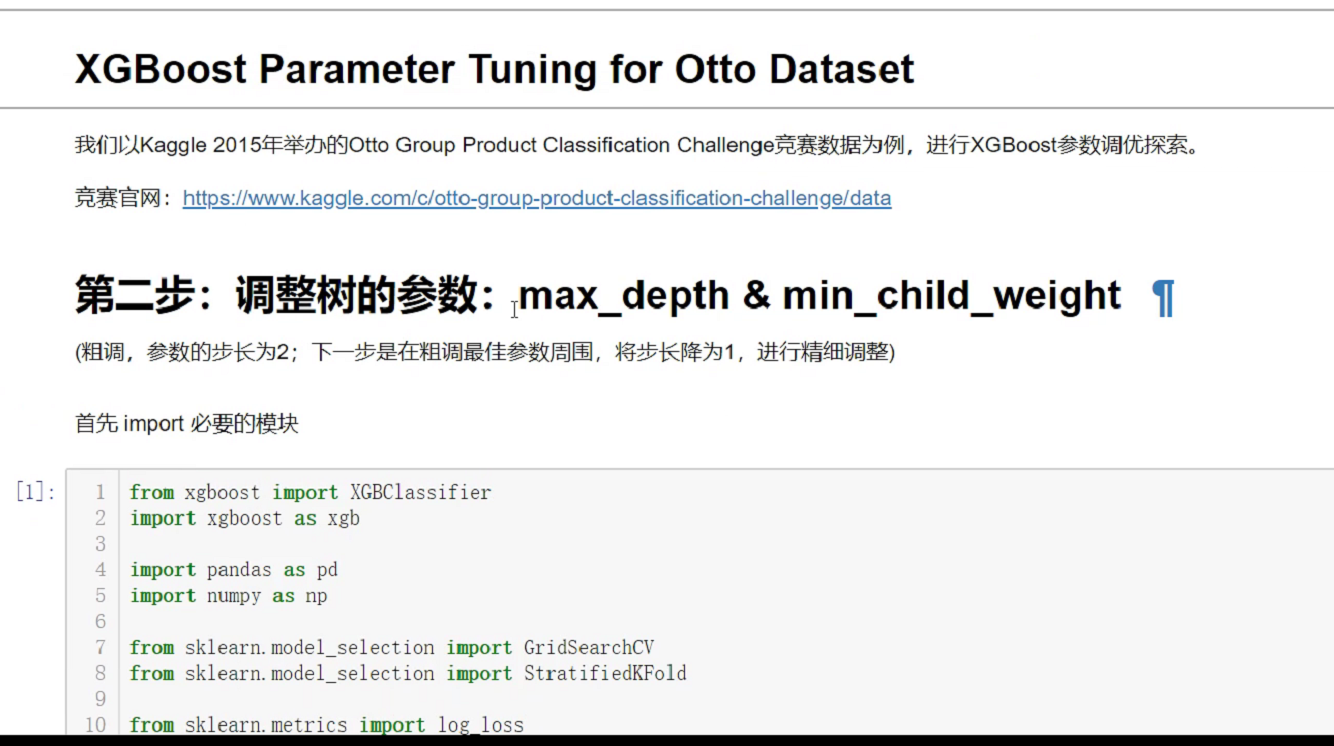 XGBoost Parameter Tuning for Otto Dataset
我们以Kaggle 2015年举办的Otto Group Product Classification Challenge竞赛数据为例，进行XGBoost参数调优探索。
竞赛官网：https://www.kaggle.com/c/otto-group-product-classification-challenge/data
第二步：调整树的参数：max_depth & min_child_weight ¶
(粗调，参数的步长为2；下一步是在粗调最佳参数周围，将步长降为1，进行精细调整)
首先 import 必要的模块
[1]:
1 from xgboost import XGBClassifier
2 import xgboost as xgb
3
4 import pandas as pd
5 import numpy as np
6
7 from sklearn.model_selection import GridSearchCV
8 from sklearn.model_selection import StratifiedKFold
9
10 from sklearn.metrics import log_loss